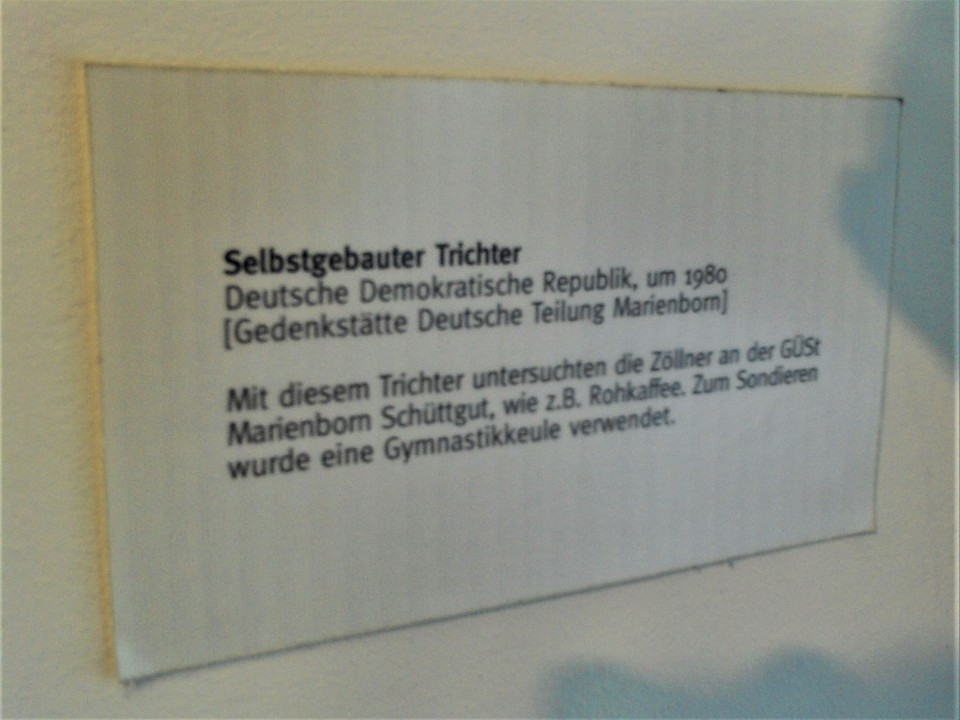 Selbstgebauter Trichter
Deutsche Demokratische Republik, um 1980
[Gedenkstätte Deutsche Teilung Marienborn]
Mit diesem Trichter untersuchten die Zöllner an der GÜSt
Marienborn Schüttgut, wie z.B. Rohkaffee. Zum Sondieren
wurde eine Gymnastikkeule verwendet.